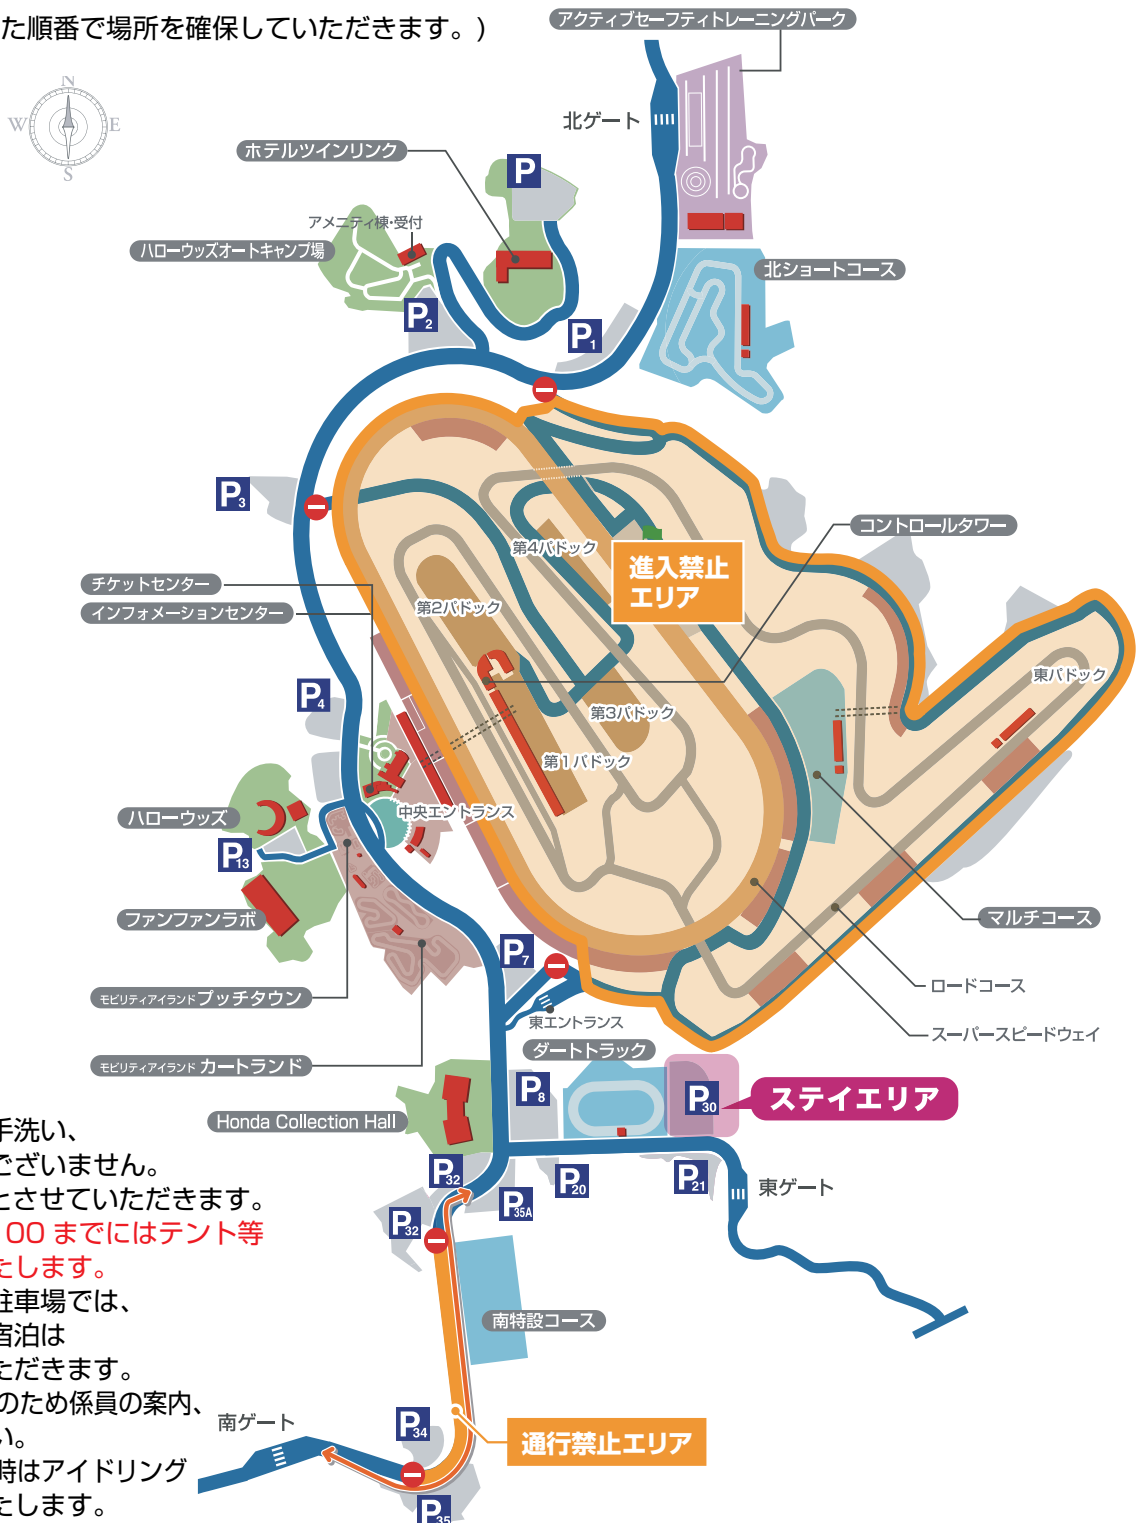 た順番で場所を確保していただきます。)
アクティブセーフティトレーニングパーク
N
W
E
S
北ゲート
ホテルツインリンク
P
アメニティ棟・受付
ハローウッズオートキャンプ場
北ショートコース
P2
P1
P3
コントロールタワー
第4パドック
進入禁止
エリア
チケットセンター
第2パドック
インフォメーションセンター
東パドック
P4
第3パドック
第1パドック
中央エントランス
ハローウッズ
P13
ファンファンラボ
マルチコース
P7
ロードコース
モビリティアイランド プッチタウン
東エントランス
スーパースピードウェイ
ダートトラック
モビリティアイランド カートランド
P8
P30
ステイエリア
Honda Collection Hall
手洗い、
ございません。
とさせていただきます。
00 までにはテント等
たします。
駐車場では、
宿泊は
ただきます。
のため係員の案内、
い。
時はアイドリング
たします。
P32
P20
P21
東ゲート
P35A
P32
南特設コース
南ゲート
P34
通行禁止エリア
P35